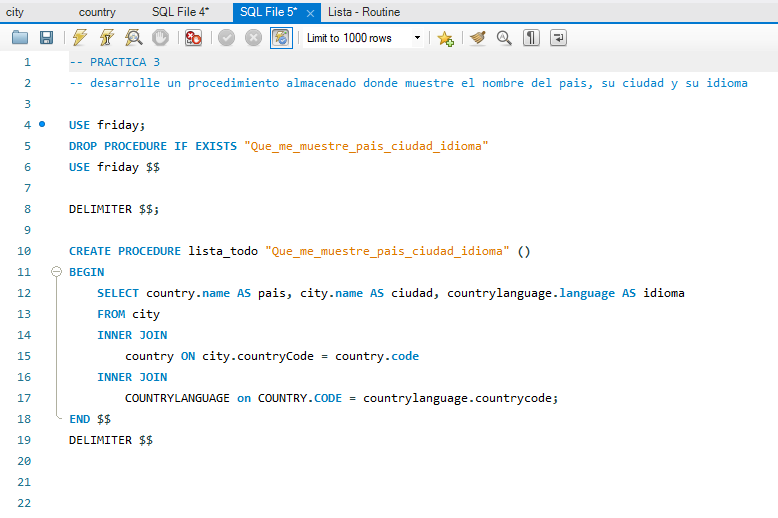 city country SQL File 4* SQL File 5* × Lista - Routine
Limit to 1000 rows
1 -- PRACTICA 3
2 -- desarrolle un procedimiento almacenado donde muestre el nombre del pais, su ciudad y su idioma
3
4 USE friday;
5 DROP PROCEDURE IF EXISTS "Que_me_muestre_pais_ciudad_idioma"
6 USE friday $$
7
8 DELIMITER $$;
9
10 CREATE PROCEDURE lista_todo "Que_me_muestre_pais_ciudad_idioma" ()
11 BEGIN
12 SELECT country.name AS pais, city.name AS ciudad, countrylanguage.language AS idioma
13 FROM city
14 INNER JOIN
15 country ON city.countryCode = country.code
16 INNER JOIN
17 COUNTRYLANGUAGE on COUNTRY.CODE = countrylanguage.countrycode;
18 END $$
19 DELIMITER $$
20
21
22